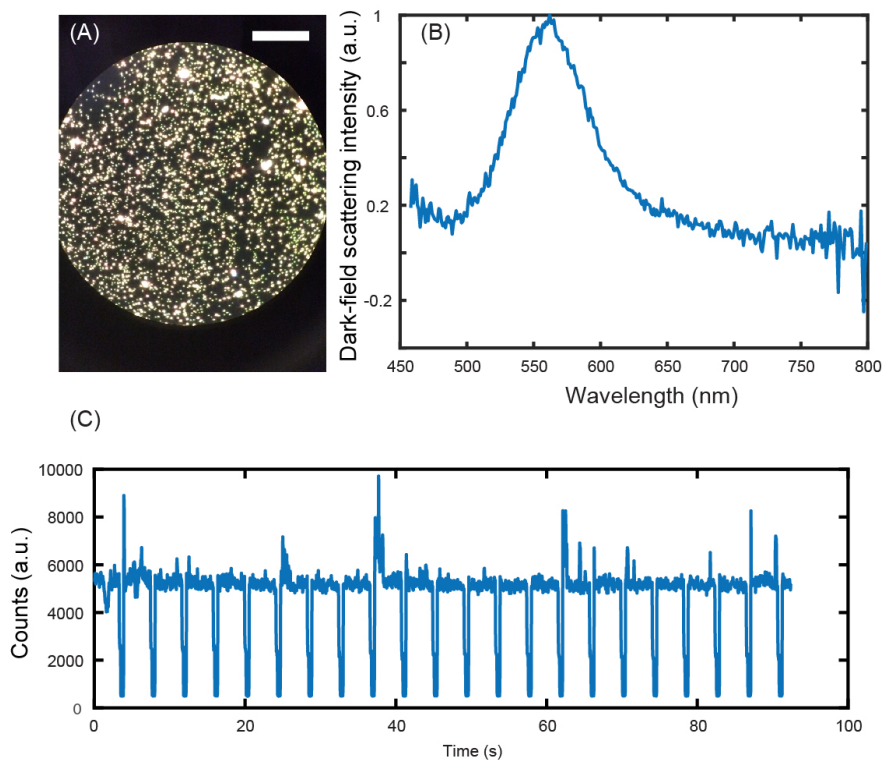 (A)
(B)
Dark-field scattering intensity (a.u.)
1
0.6
0.2
-0.2
450 500 550 600 650 700 750 800
Wavelength (nm)
(C)
Counts (a.u.)
10000
8000
6000
4000
2000
0
0 20 40 60 80 100
Time (s)